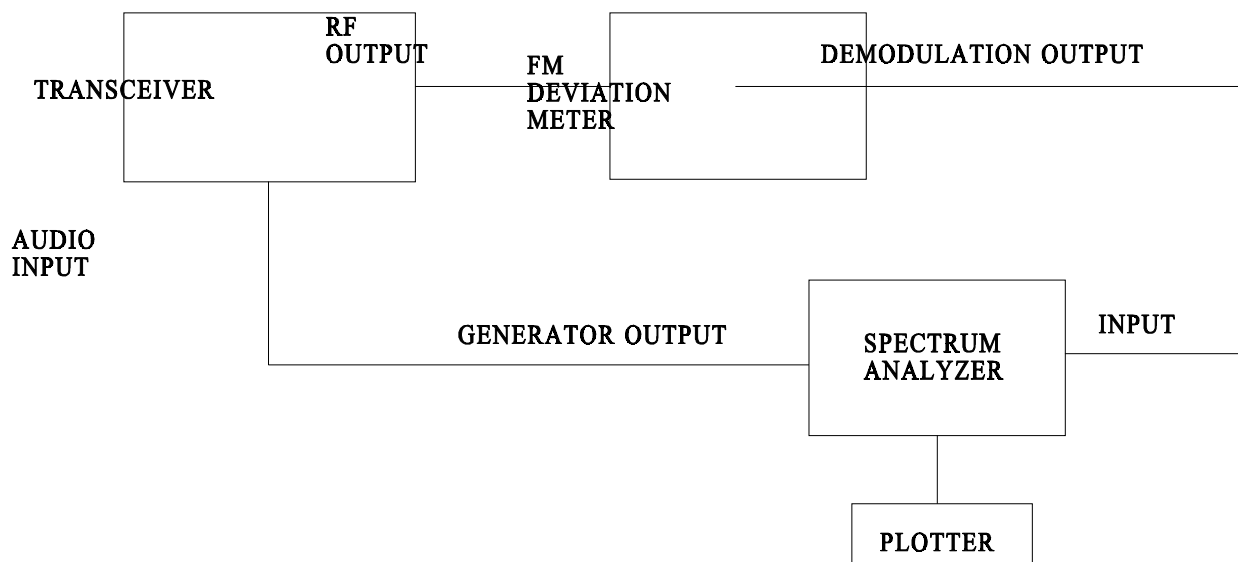 RF
OUTPUT
DEMODULATION OUTPUT
TRANSCEIVER
FM
DEVIATION
METER
AUDIO
INPUT
GENERATOR OUTPUT
SPECTRUM
ANALYZER
INPUT
PLOTTER